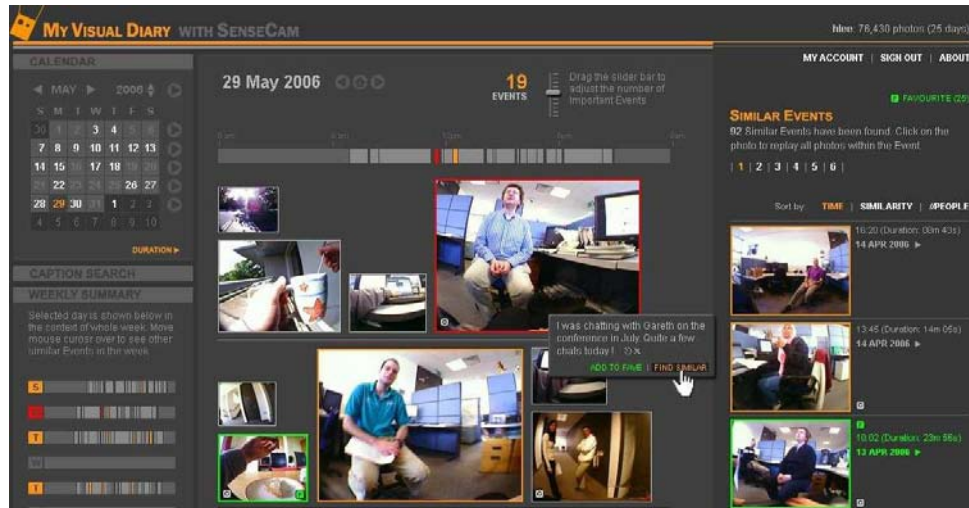 MY VISUAL DIARY WITH SENSECAM
hlee: 76,430 photos (25 days)
MY ACCOUNT | SIGN OUT | ABOUT
CALENDAR
MAY 2006
S M T W T F S
30 1 2 3 4 5 6
7 8 9 10 11 12 13
14 15 16 17 18 19 20
21 22 23 24 25 26 27
28 29 30 31 1 2 3
4 5 6 7 8 9 10
DURATION
CAPTION SEARCH
WEEKLY SUMMARY
Selected day is shown below in
the context of whole week. Move
mouse curosr over to see other
similar Events in the week
S
T
W
T
29 May 2006
19
EVENTS
Drag the slider bar to
adjust the number of
Important Events
I was chatting with Gareth on the
conference in July. Quite a few
chats today !
ADD TO FAVE | FIND SIMILAR
FAVOURITE (25)
SIMILAR EVENTS
92 Similar Events have been found. Click on the
photo to replay all photos within the Event.
| 1 | 2 | 3 | 4 | 5 | 6 |
Sort by: TIME | SIMILARITY | #PEOPLE
16:20 (Duration: 08m 43s)
14 APR 2006
13:45 (Duration: 14m 05s)
14 APR 2006
10:02 (Duration: 23m 56s)
13 APR 2006